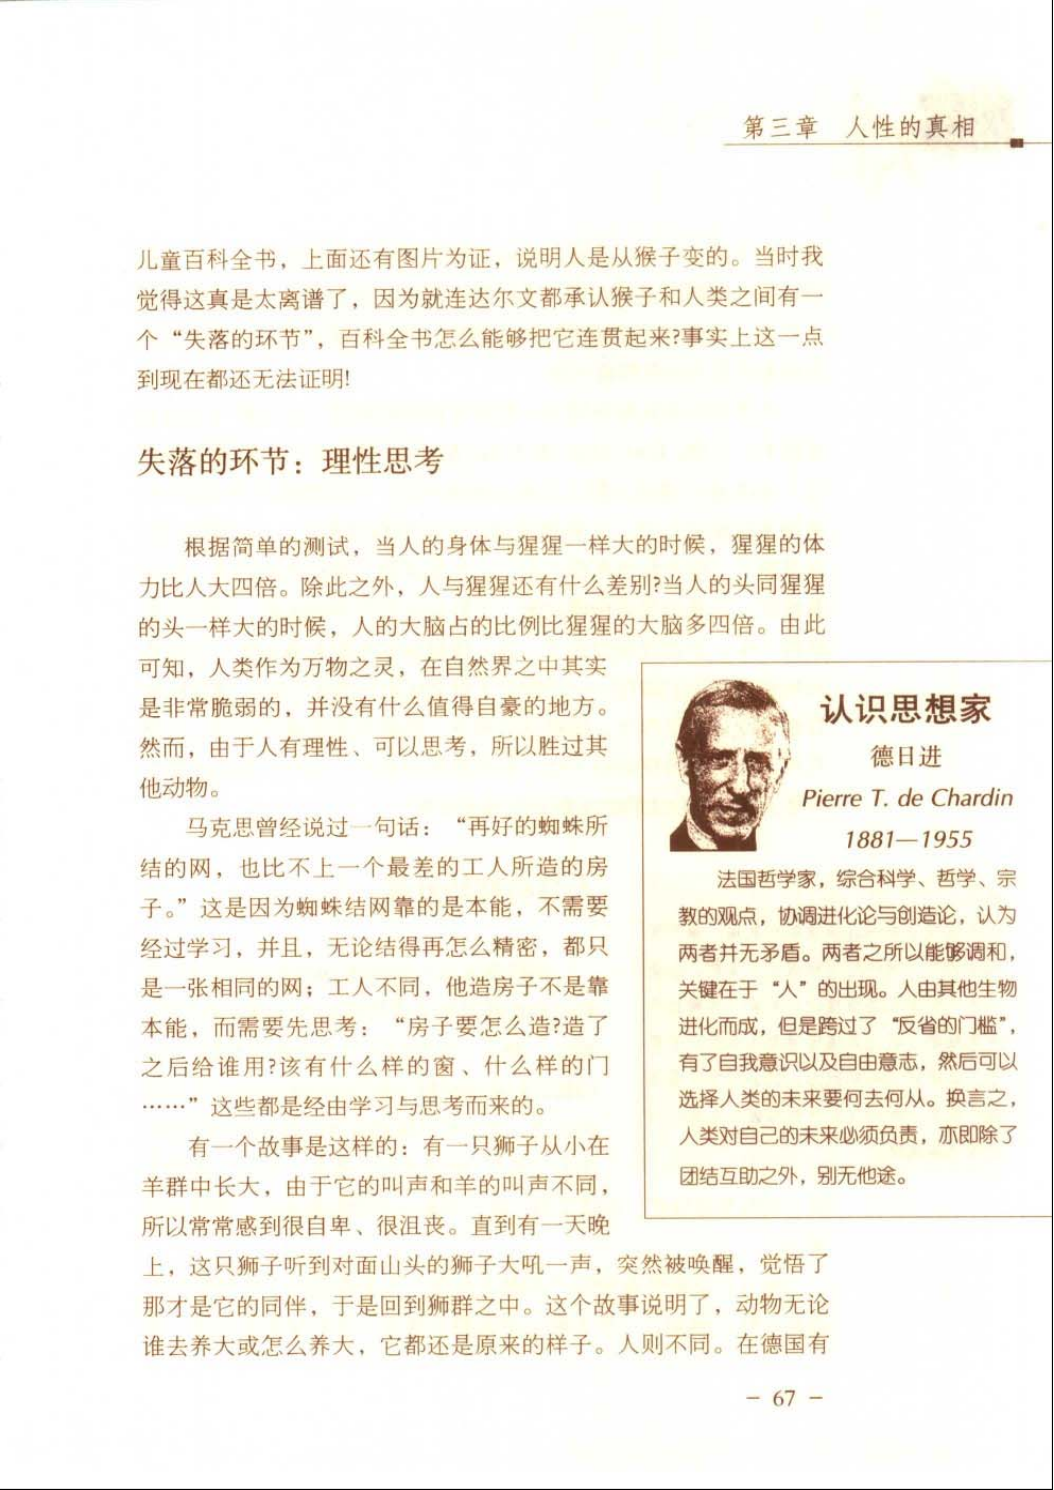 第三章 人性的真相
儿童百科全书，上面还有图片为证，说明人是从猴子变的。当时我
觉得这真是太离谱了，因为就连达尔文都承认猴子和人类之间有一
个“失落的环节”，百科全书怎么能够把它连贯起来?事实上这一点
到现在都还无法证明!
失落的环节：理性思考
根据简单的测试，当人的身体与猩猩一样大的时候，猩猩的体
力比人大四倍。除此之外，人与猩猩还有什么差别?当人的头同猩猩
的头一样大的时候，人的大脑占的比例比猩猩的大脑多四倍。由此
可知，人类作为万物之灵，在自然界之中其实
是非常脆弱的，并没有什么值得自豪的地方。
然而，由于人有理性、可以思考，所以胜过其
他动物。
马克思曾经说过一句话：“再好的蜘蛛所
结的网，也比不上一个最差的工人所造的房
子。”这是因为蜘蛛结网靠的是本能，不需要
经过学习，并且，无论结得再怎么精密，都只
是一张相同的网；工人不同，他造房子不是靠
本能，而需要先思考：“房子要怎么造?造了
之后给谁用?该有什么样的窗、什么样的门
……”这些都是经由学习与思考而来的。
有一个故事是这样的：有一只狮子从小在
羊群中长大，由于它的叫声和羊的叫声不同，
所以常常感到很自卑、很沮丧。直到有一天晚
上，这只狮子听到对面山头的狮子大吼一声，突然被唤醒，觉悟了
那才是它的同伴，于是回到狮群之中。这个故事说明了，动物无论
谁去养大或怎么养大，它都还是原来的样子。人则不同。在德国有
认识思想家
德日进
Pierre T. de Chardin
1881—1955
法国哲学家，综合科学、哲学、宗
教的观点，协调进化论与创造论，认为
两者并无矛盾。两者之所以能够调和，
关键在于“人”的出现。人由其他生物
进化而成，但是跨过了“反省的门槛”，
有了自我意识以及自由意志，然后可以
选择人类的未来要何去何从。换言之，
人类对自己的未来必须负责，亦即除了
团结互助之外，别无他途。
－ 67 －